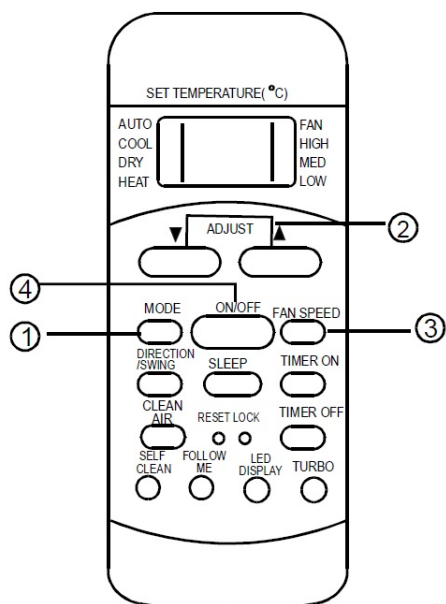 SET TEMPERATURE(°C)
AUTO
COOL
DRY
HEAT
FAN
HIGH
MED
LOW
▼ ADJUST ▲
②
④
MODE
ON/OFF
FAN SPEED
①
③
DIRECTION
/SWING
SLEEP
TIMER ON
CLEAN
AIR
RESET LOCK
TIMER OFF
SELF
CLEAN
FOLLOW
ME
LED
DISPLAY
TURBO